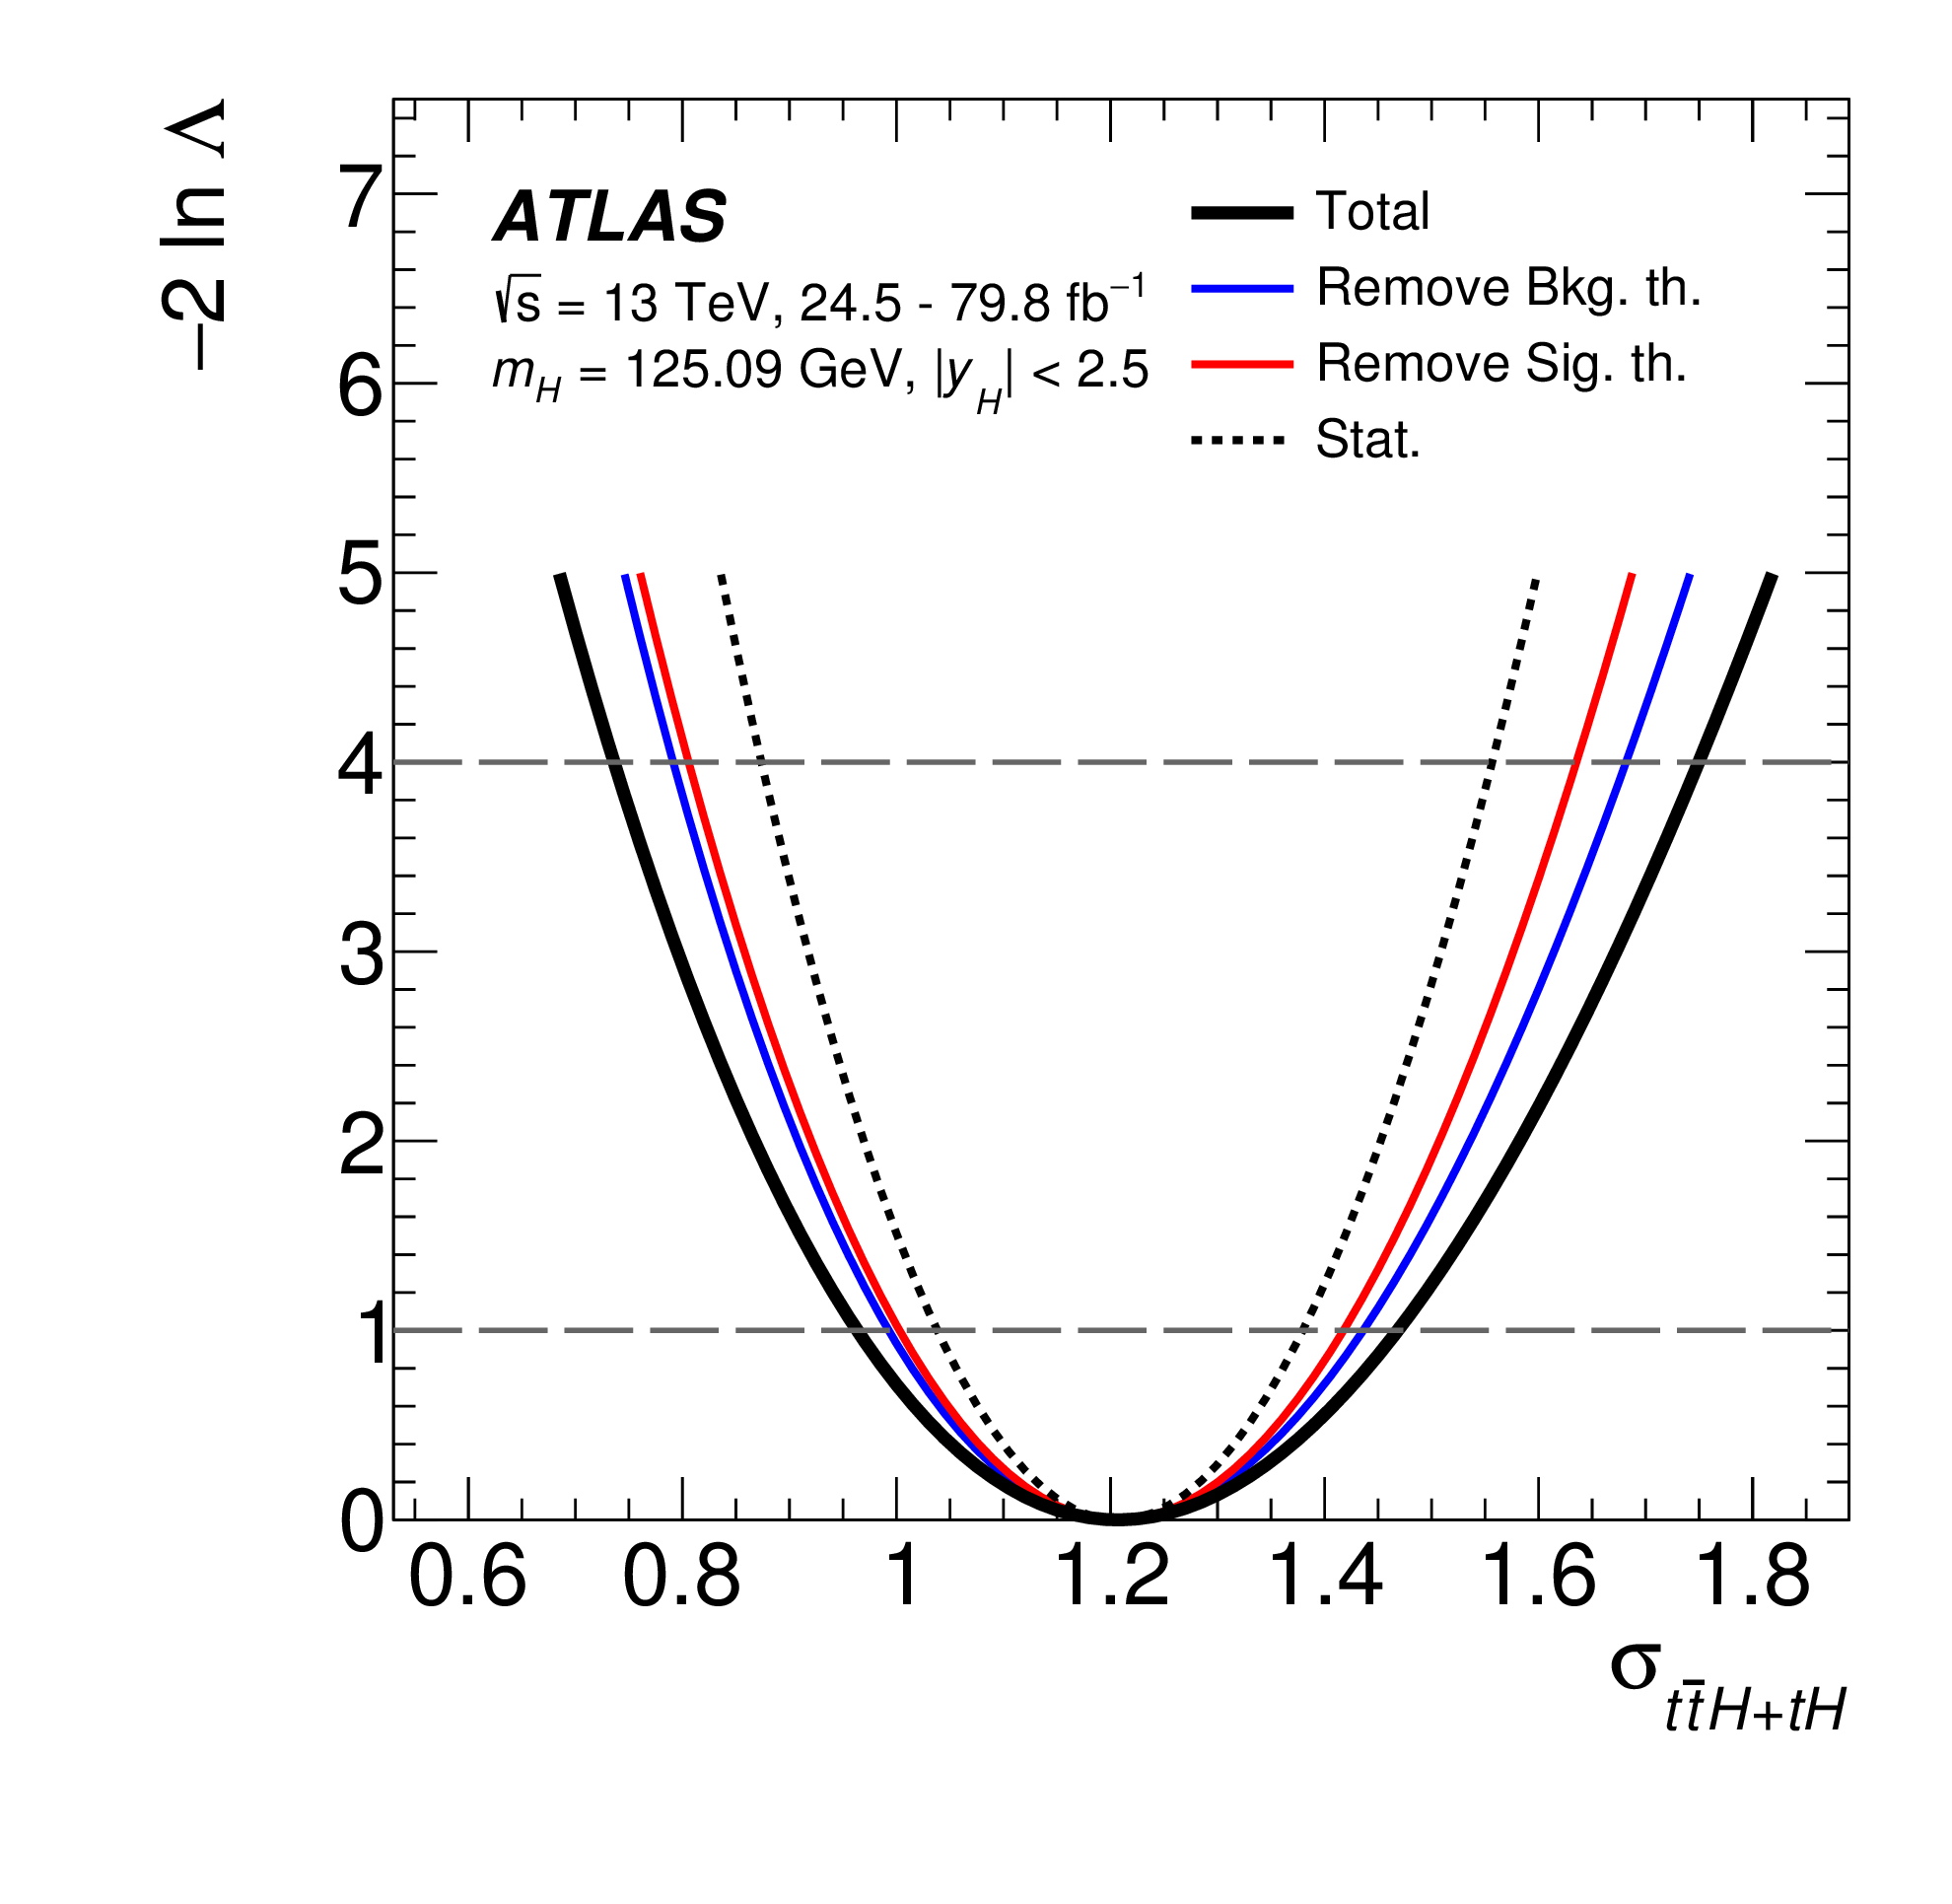 −2 ln Λ
ATLAS
√s = 13 TeV, 24.5 - 79.8 fb⁻¹
m_H = 125.09 GeV, |y_H| < 2.5
Total
Remove Bkg. th.
Remove Sig. th.
Stat.
7
6
5
4
3
2
1
0
0.6 0.8 1 1.2 1.4 1.6 1.8
σ_tt̄H+tH